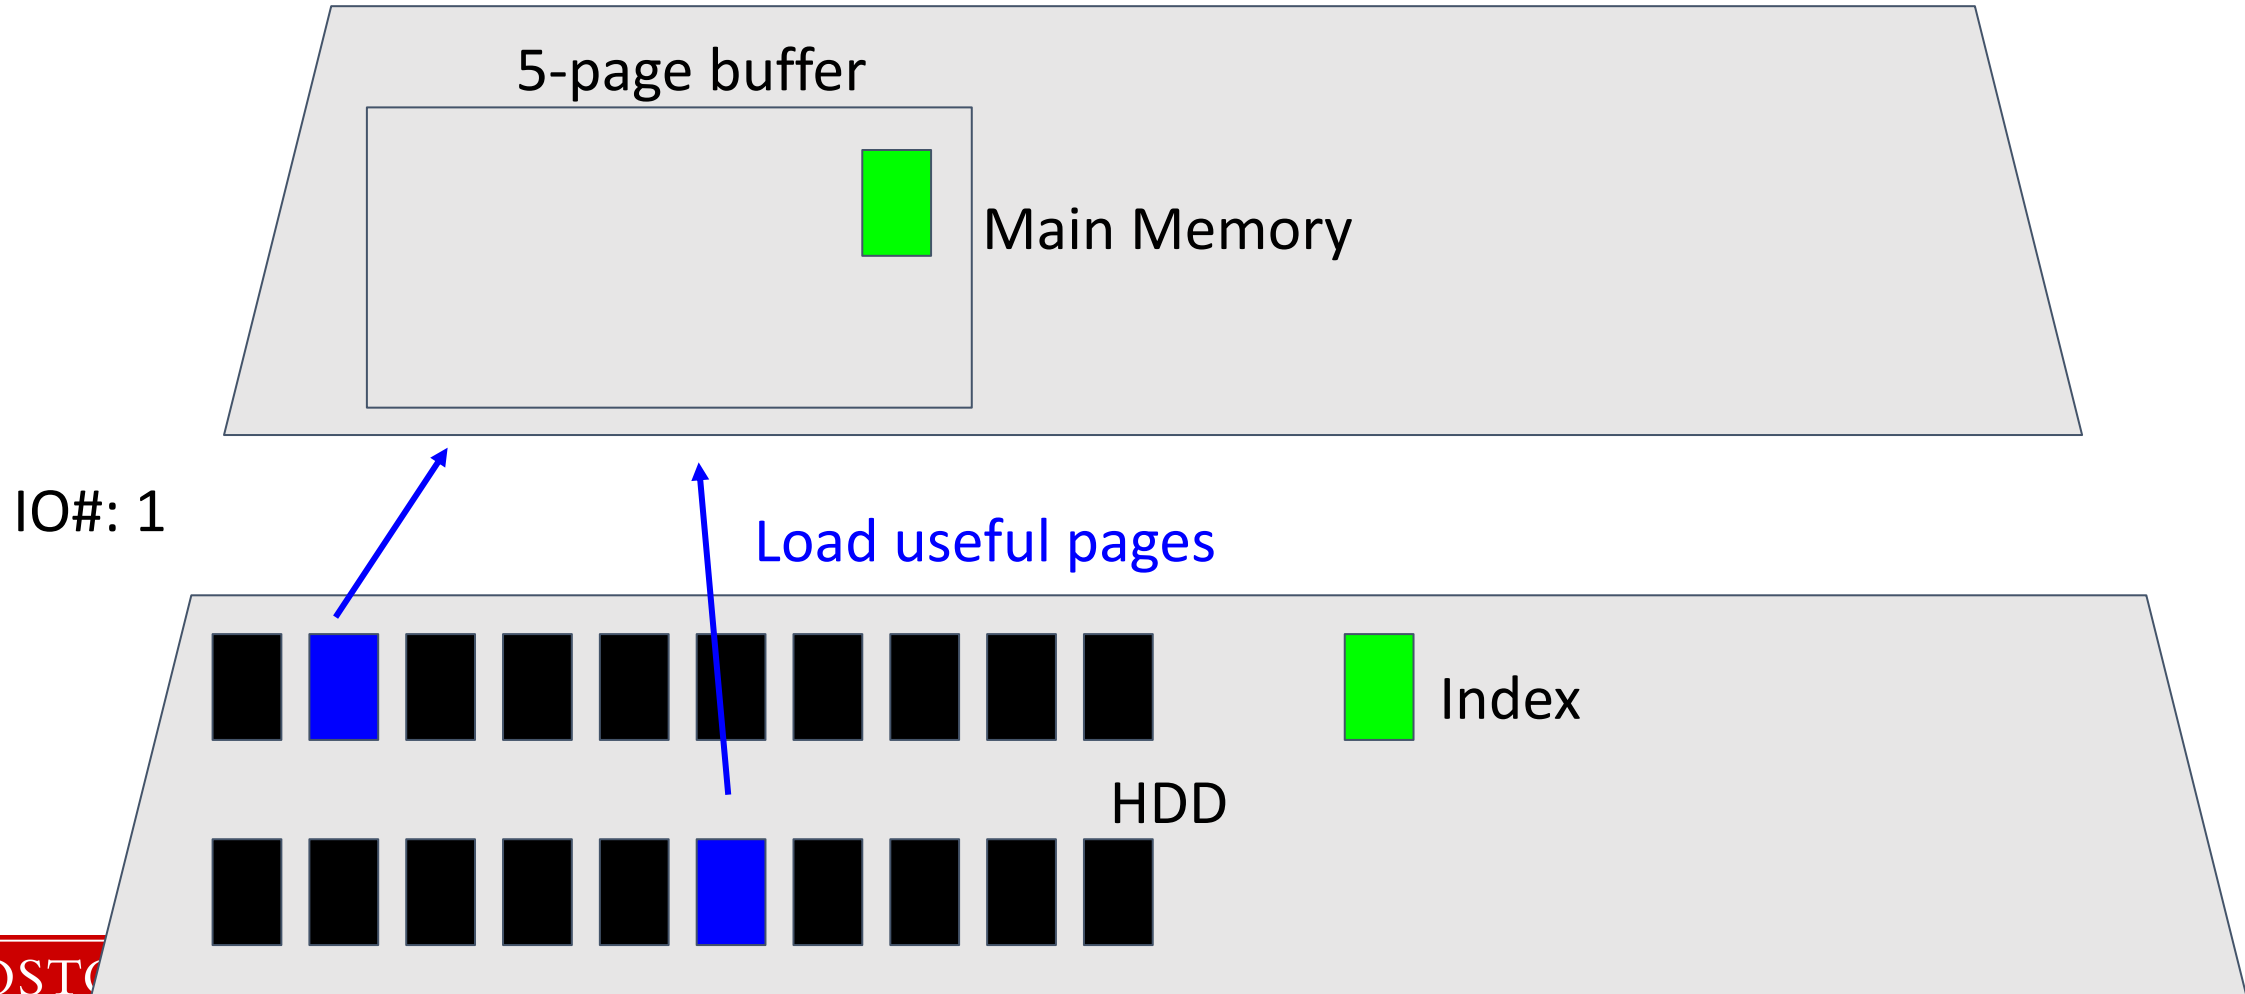 5-page buffer
Main Memory
IO#: 1
Load useful pages
Index
HDD